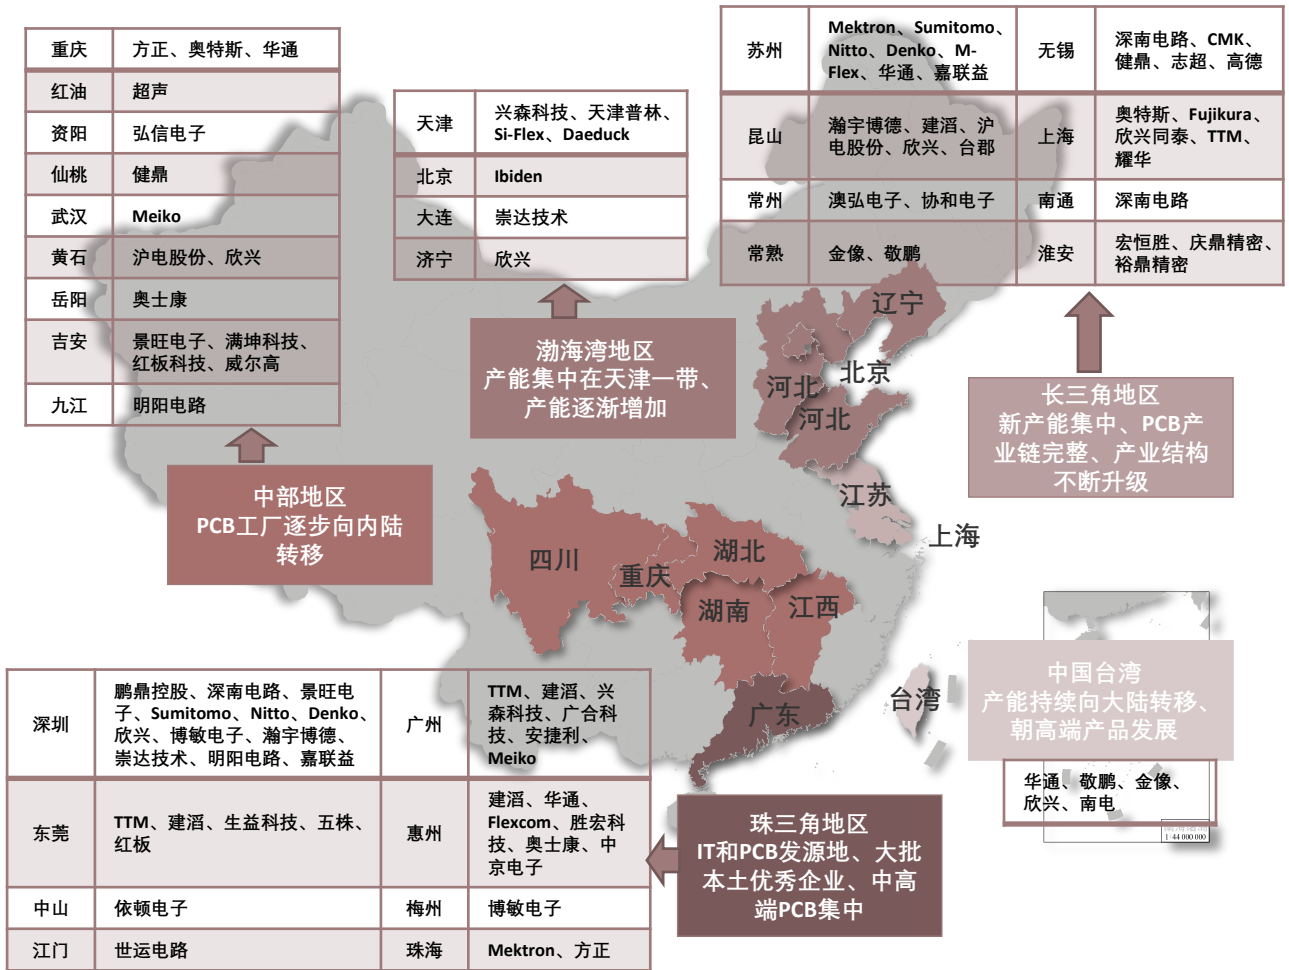 重庆
方正、奥特斯、华通
红油
超声
资阳
弘信电子
仙桃
健鼎
武汉
Meiko
黄石
沪电股份、欣兴
岳阳
奥士康
吉安
景旺电子、满坤科技、
红板科技、威尔高
九江
明阳电路
中部地区
PCB工厂逐步向内陆
转移
天津
兴森科技、天津普林、
Si-Flex、Daeduck
北京
Ibiden
大连
崇达技术
济宁
欣兴
渤海湾地区
产能集中在天津一带、
产能逐渐增加
苏州
Mektron、Sumitomo、
Nitto、Denko、M-
Flex、华通、嘉联益
无锡
深南电路、CMK、
健鼎、志超、高德
昆山
瀚宇博德、建滔、沪
电股份、欣兴、台郡
上海
奥特斯、Fujikura、
欣兴同泰、TTM、
耀华
常州
澳弘电子、协和电子
南通
深南电路
常熟
金像、敬鹏
淮安
宏恒胜、庆鼎精密、
裕鼎精密
长三角地区
新产能集中、PCB产
业链完整、产业结构
不断升级
辽宁
北京
河北
河北
江苏
上海
四川
重庆
湖北
湖南
江西
广东
台湾
中国台湾
产能持续向大陆转移、
朝高端产品发展
华通、敬鹏、金像、
欣兴、南电
1:44 000 000
深圳
鹏鼎控股、深南电路、景旺电
子、Sumitomo、Nitto、Denko、
欣兴、博敏电子、瀚宇博德、
崇达技术、明阳电路、嘉联益
广州
TTM、建滔、兴
森科技、广合科
技、安捷利、
Meiko
东莞
TTM、建滔、生益科技、五株、
红板
惠州
建滔、华通、
Flexcom、胜宏科
技、奥士康、中
京电子
中山
依顿电子
梅州
博敏电子
江门
世运电路
珠海
Mektron、方正
珠三角地区
IT和PCB发源地、大批
本土优秀企业、中高
端PCB集中